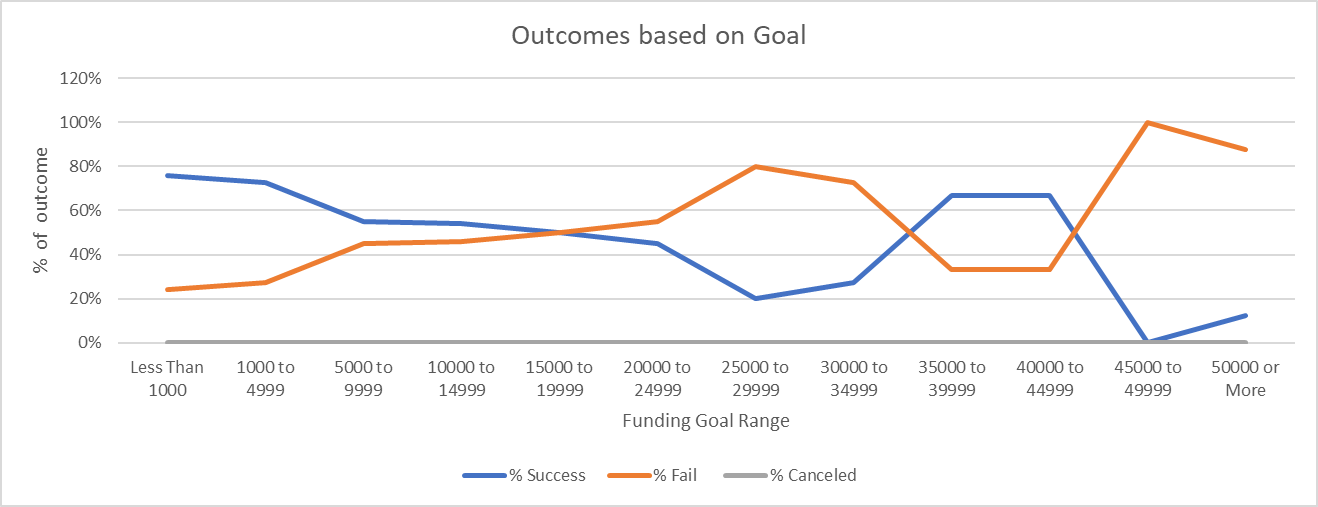 Outcomes based on Goal
% of outcome
120%
100%
80%
60%
40%
20%
0%
Less Than
1000
1000 to
4999
5000 to
9999
10000 to
14999
15000 to
19999
20000 to
24999
25000 to
29999
30000 to
34999
35000 to
39999
40000 to
44999
45000 to
49999
50000 or
More
Funding Goal Range
% Success
% Fail
% Canceled